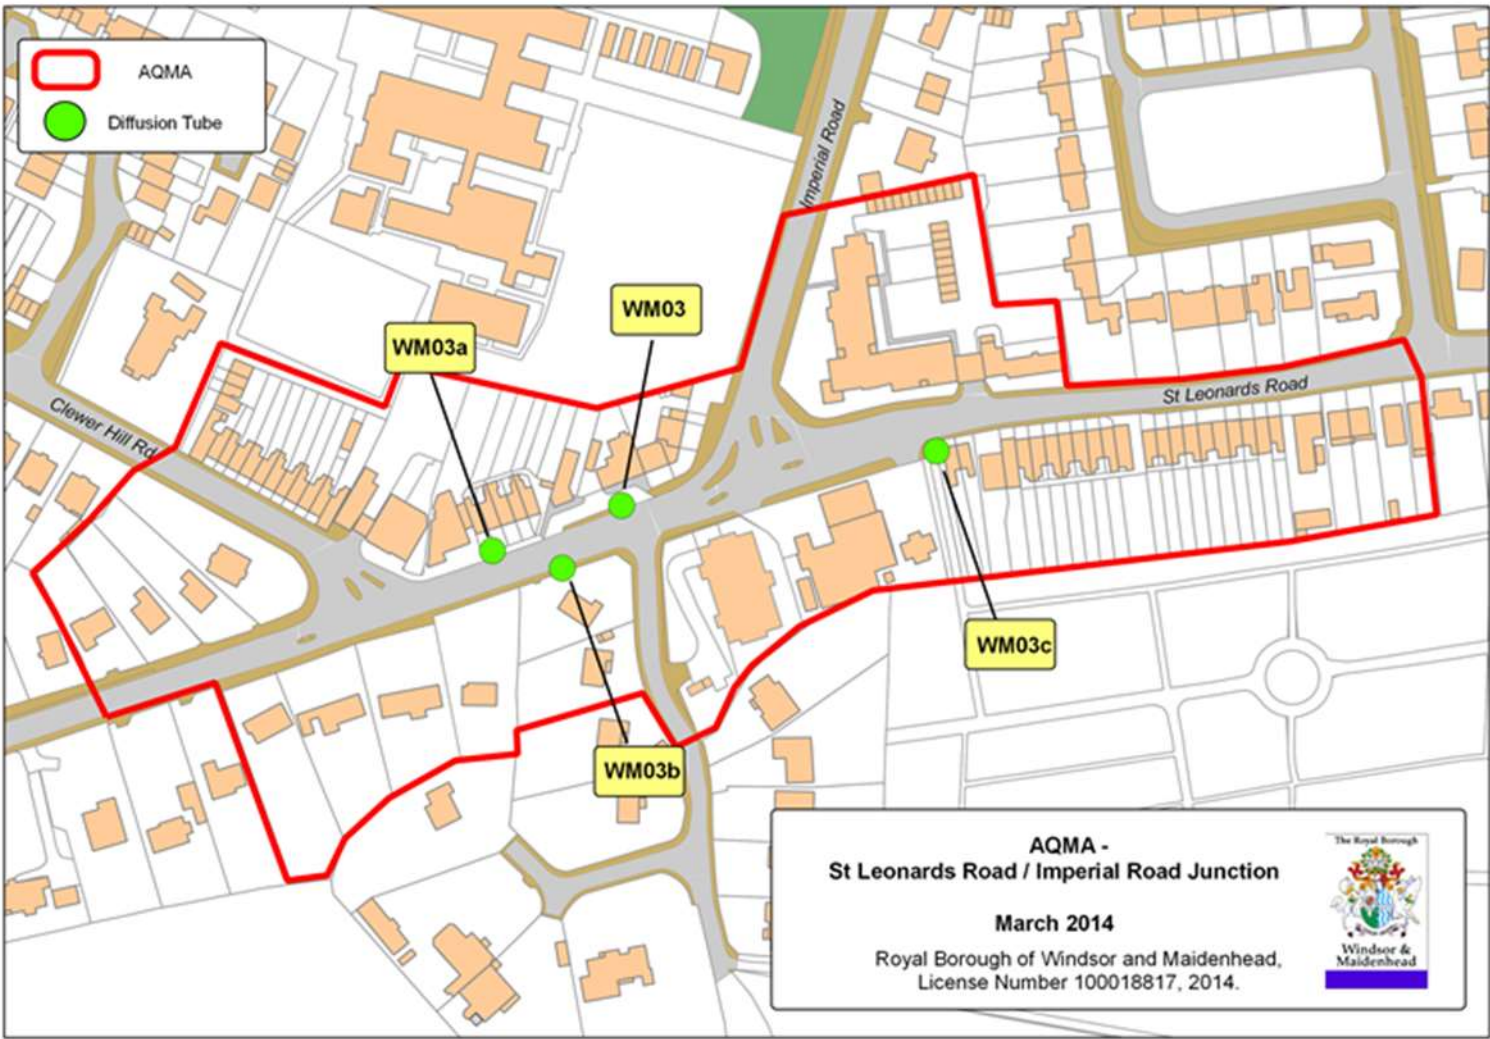 AQMA
Diffusion Tube
Imperial Road
WM03
WM03a
St Leonards Road
Clewer Hill Rd
WM03c
WM03b
AQMA -
St Leonards Road / Imperial Road Junction
March 2014
Royal Borough of Windsor and Maidenhead,
License Number 100018817, 2014.
The Royal Borough
Windsor &
Maidenhead